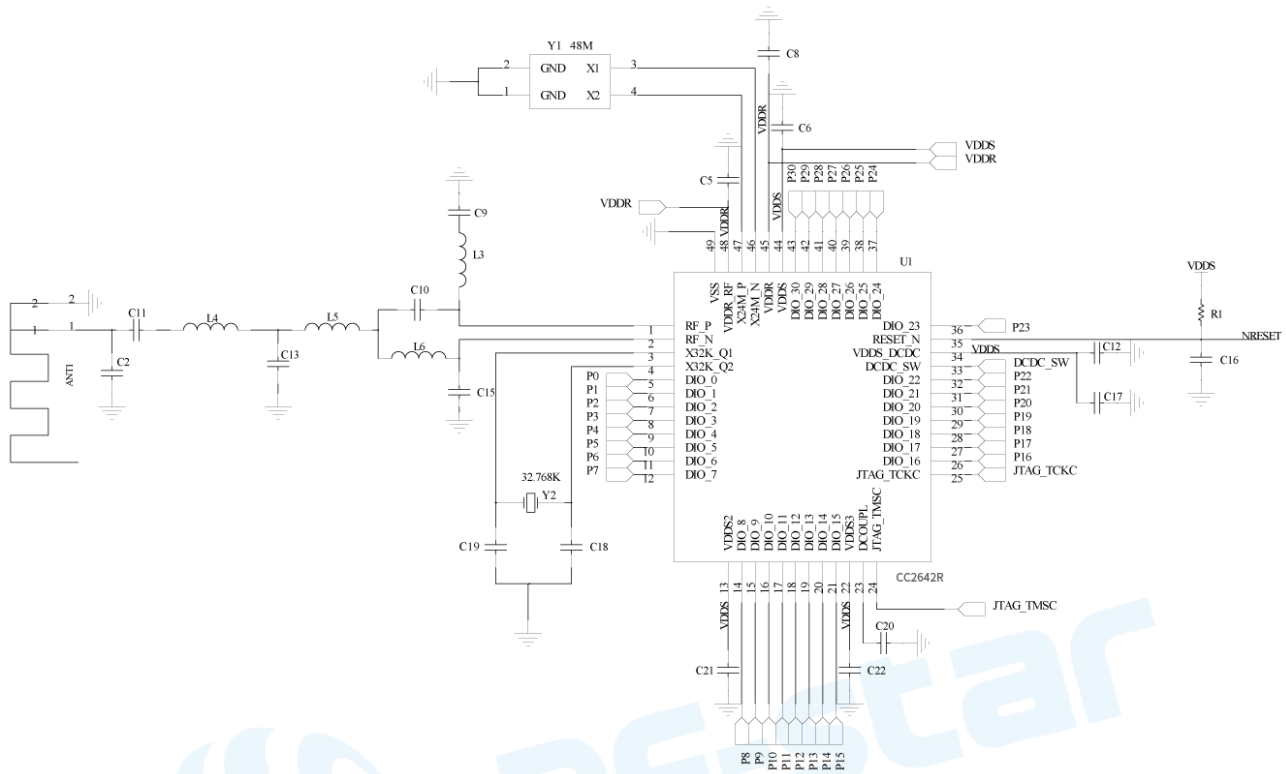 Y1 48M
2 GND X1 3
1 GND X2 4
C8
C6
VDDR
VDDS
VDDR
C5
VDDR
VDDR
VDDS
P30
P29
P28
P27
P26
P25
P24
49
48
47
46
45
44
43
42
41
40
39
38
37
U1
VSS
VDDR_RF
X24M_P
X24M_N
VDDR
VDDS
DIO_30
DIO_29
DIO_28
DIO_27
DIO_26
DIO_25
DIO_24
C9
L3
C10
L6
C15
L5
C13
L4
C11
C2
2 2
1 1
ANT1
1 RF_P
2 RF_N
3 X32K_Q1
4 X32K_Q2
P0 5 DIO_0
P1 6 DIO_1
P2 7 DIO_2
P3 8 DIO_3
P4 9 DIO_4
P5 10 DIO_5
P6 11 DIO_6
P7 12 DIO_7
DIO_23 36 P23
RESET_N 35
VDDS_DCDC 34 VDDS
DCDC_SW 33 DCDC_SW
DIO_22 32 P22
DIO_21 31 P21
DIO_20 30 P20
DIO_19 29 P19
DIO_18 28 P18
DIO_17 27 P17
DIO_16 26 P16
JTAG_TCKC 25 JTAG_TCKC
VDDS
R1
NRESET
C16
C12
C17
32.768K
Y2
C19
C18
VDDS2
DIO_8
DIO_9
DIO_10
DIO_11
DIO_12
DIO_13
DIO_14
DIO_15
VDDS3
DCOUPL
JTAG_TMSC
CC2642R
13
14
15
16
17
18
19
20
21
22
23
24
VDDS
VDDS
JTAG_TMSC
C20
C21
C22
P8
P9
P10
P11
P12
P13
P14
P15
RF-star